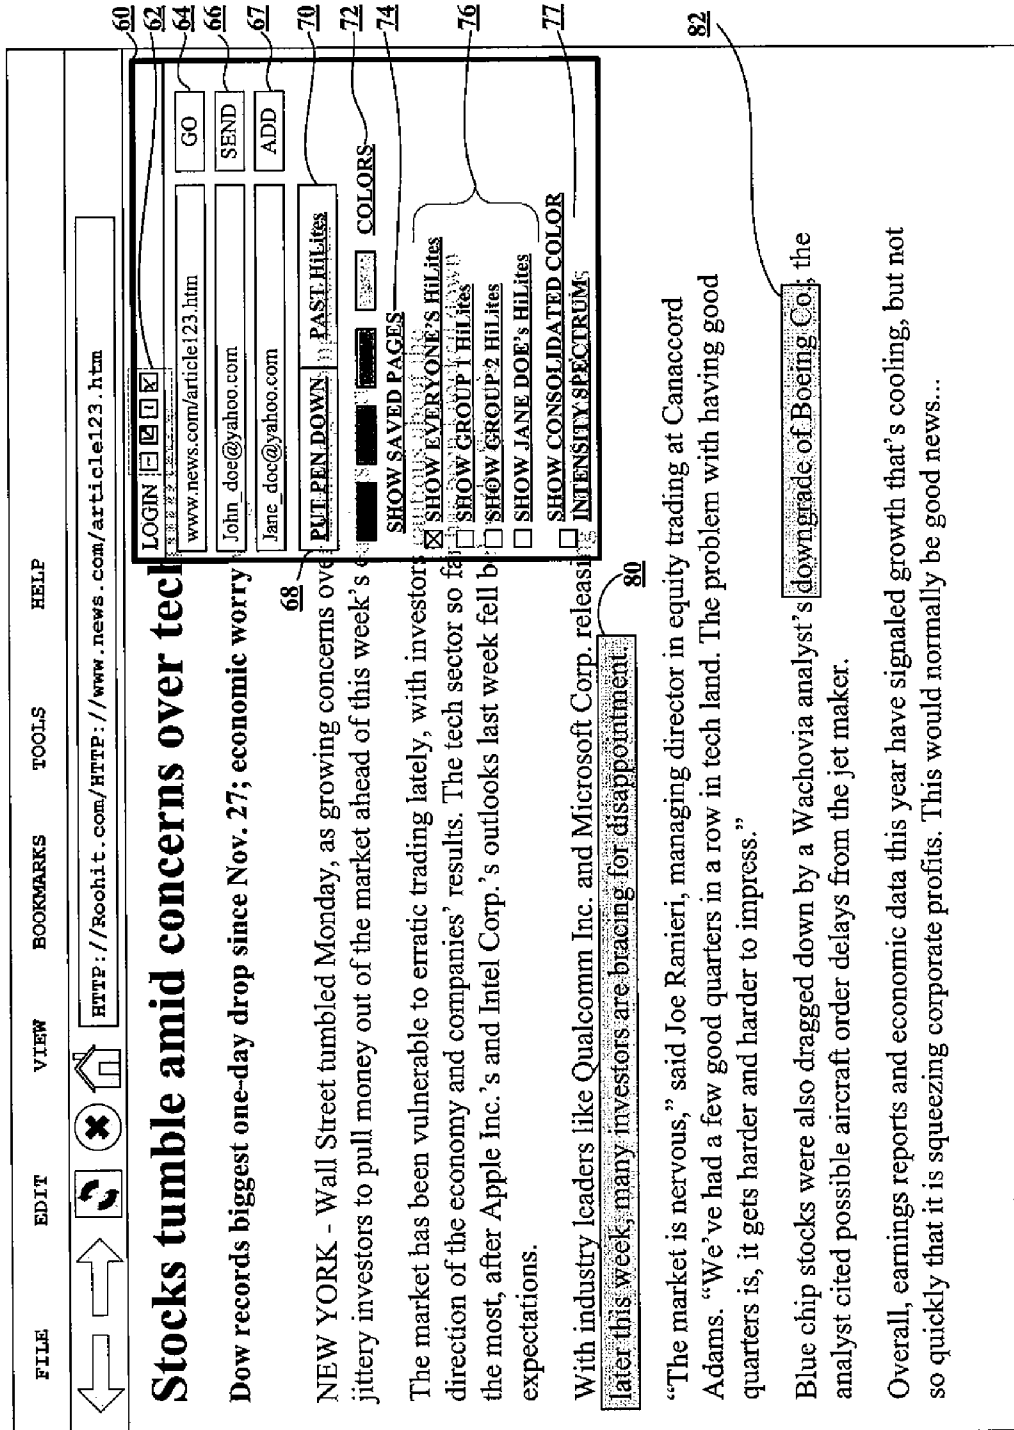 FILE EDIT VIEW BOOKMARKS TOOLS HELP
HTTP://Roohit.com/HTTP://www.news.com/article123.htm
Stocks tumble amid concerns over tech
Dow records biggest one-day drop since Nov. 27; economic worry
NEW YORK - Wall Street tumbled Monday, as growing concerns ove
jittery investors to pull money out of the market ahead of this week's e
The market has been vulnerable to erratic trading lately, with investors
direction of the economy and companies' results. The tech sector so fa
the most, after Apple Inc.'s and Intel Corp.'s outlooks last week fell b
expectations.
With industry leaders like Qualcomm Inc. and Microsoft Corp. releasi
later this week, many investors are bracing for disappointment.
"The market is nervous," said Joe Ranieri, managing director in equity trading at Canaccord
Adams. "We've had a few good quarters in a row in tech land. The problem with having good
quarters is, it gets harder and harder to impress."
Blue chip stocks were also dragged down by a Wachovia analyst's downgrade of Boeing Co.; the
analyst cited possible aircraft order delays from the jet maker.
Overall, earnings reports and economic data this year have signaled growth that's cooling, but not
so quickly that it is squeezing corporate profits. This would normally be good news...
LOGIN
www.news.com/article123.htm GO
John_doe@yahoo.com SEND
Jane_doc@yahoo.com ADD
PUT PEN DOWN PAST HiLites
COLORS
SHOW SAVED PAGES
SHOW EVERYONE'S HiLites
SHOW GROUP 1 HiLites
SHOW GROUP 2 HiLites
SHOW JANE DOE's HiLites
SHOW CONSOLIDATED COLOR
INTENSITY SPECTRUM
60
62
64
66
67
68
70
72
74
76
77
80
82